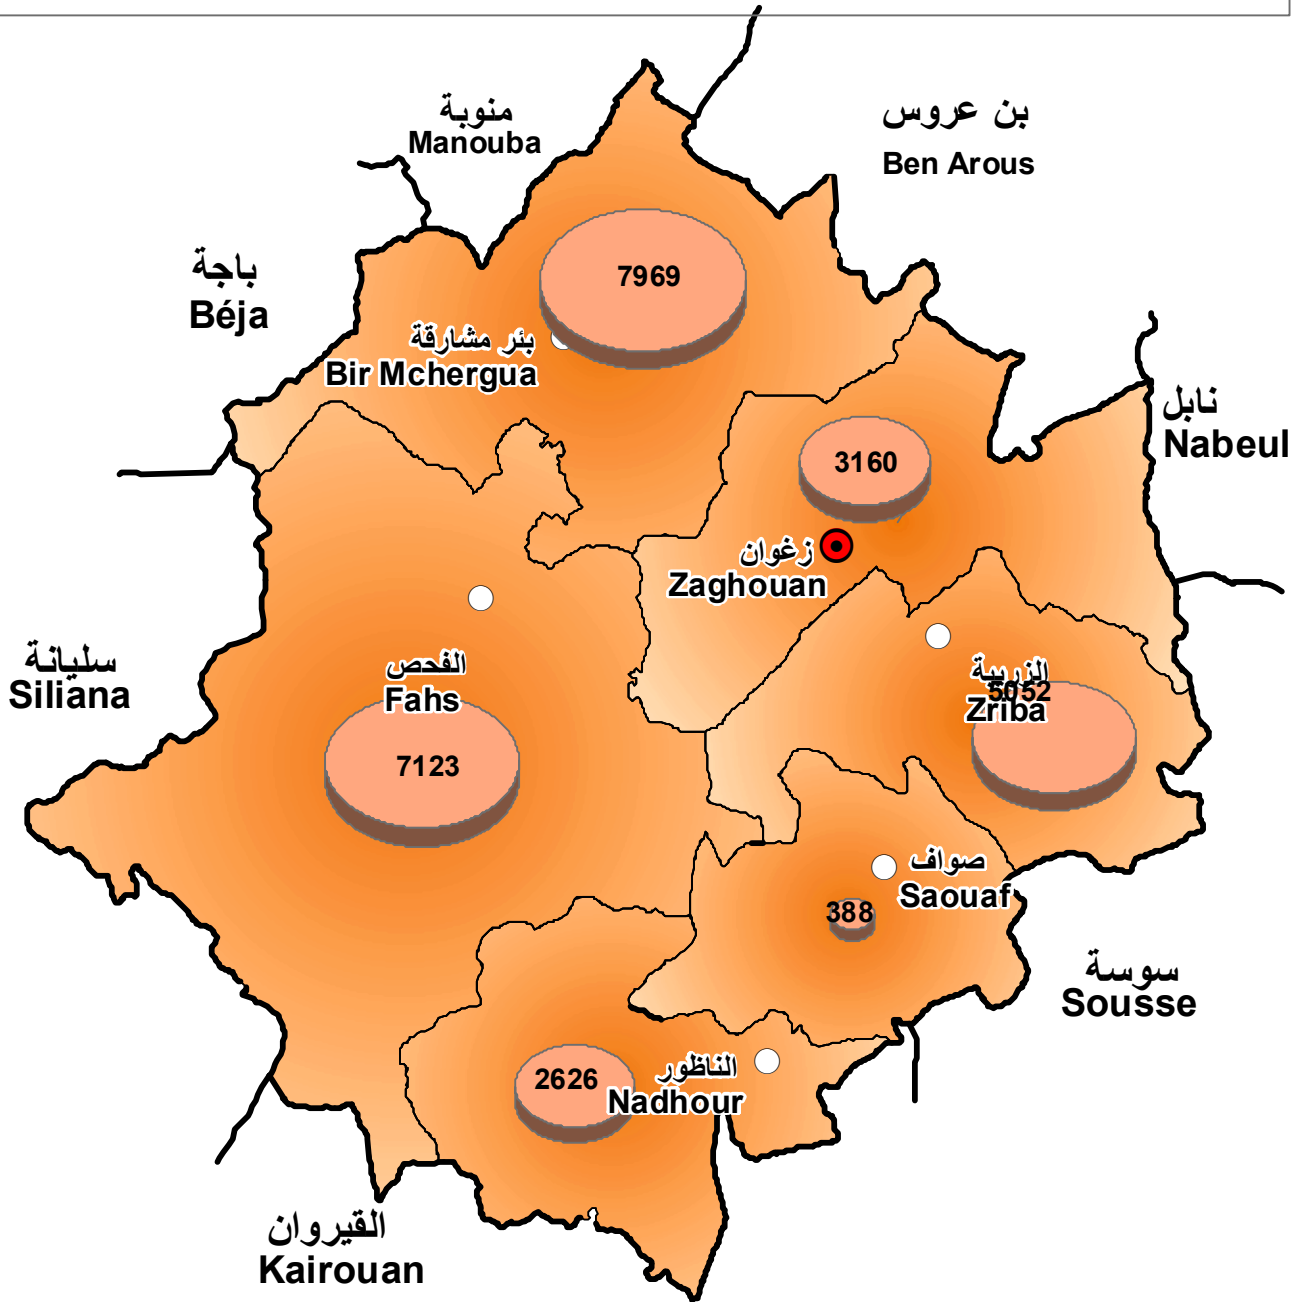 منوبة
Manouba
بن عروس
Ben Arous
باجة
Béja
7969
بئر مشارقة
Bir Mchergua
نابل
Nabeul
3160
زغوان
Zaghouan
سليانة
Siliana
الفحص
Fahs
7123
الزريبة
5052
Zriba
صواف
Saouaf
388
سوسة
Sousse
2626
الناظور
Nadhour
القيروان
Kairouan